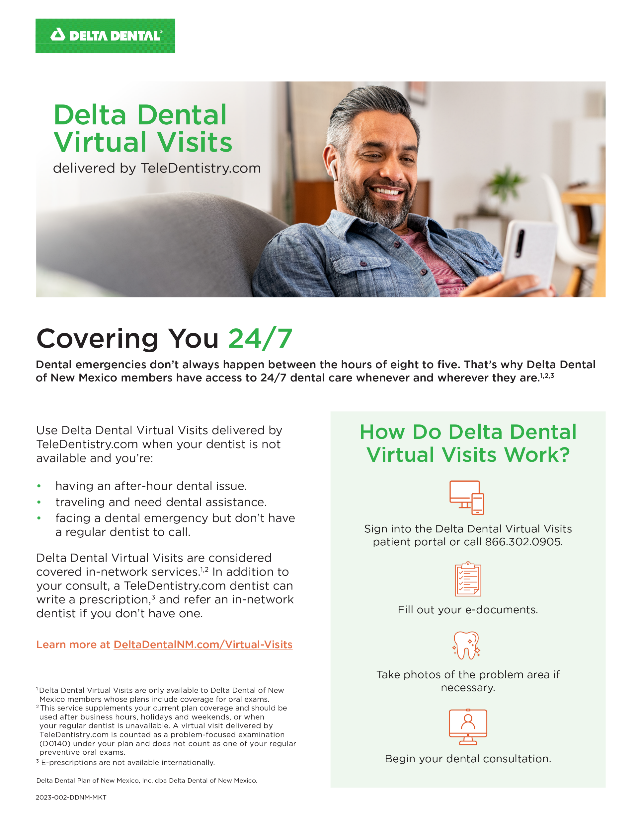 DELTA DENTAL®
Delta Dental
Virtual Visits
delivered by TeleDentistry.com
Covering You 24/7
Dental emergencies don't always happen between the hours of eight to five. That's why Delta Dental
of New Mexico members have access to 24/7 dental care whenever and wherever they are.1,2,3
Use Delta Dental Virtual Visits delivered by
TeleDentistry.com when your dentist is not
available and you're:
• having an after-hour dental issue.
• traveling and need dental assistance.
• facing a dental emergency but don't have
a regular dentist to call.
Delta Dental Virtual Visits are considered
covered in-network services.1,2 In addition to
your consult, a TeleDentistry.com dentist can
write a prescription,3 and refer an in-network
dentist if you don't have one.
Learn more at DeltaDentalNM.com/Virtual-Visits
1 Delta Dental Virtual Visits are only available to Delta Dental of New
Mexico members whose plans include coverage for oral exams.
2 This service supplements your current plan coverage and should be
used after business hours, holidays and weekends, or when
your regular dentist is unavailable. A virtual visit delivered by
TeleDentistry.com is counted as a problem-focused examination
(D0140) under your plan and does not count as one of your regular
preventive oral exams.
3 E-prescriptions are not available internationally.
Delta Dental Plan of New Mexico, Inc. dba Delta Dental of New Mexico.
2023-002-DDNM-MKT
How Do Delta Dental
Virtual Visits Work?
Sign into the Delta Dental Virtual Visits
patient portal or call 866.302.0905.
Fill out your e-documents.
Take photos of the problem area if
necessary.
Begin your dental consultation.